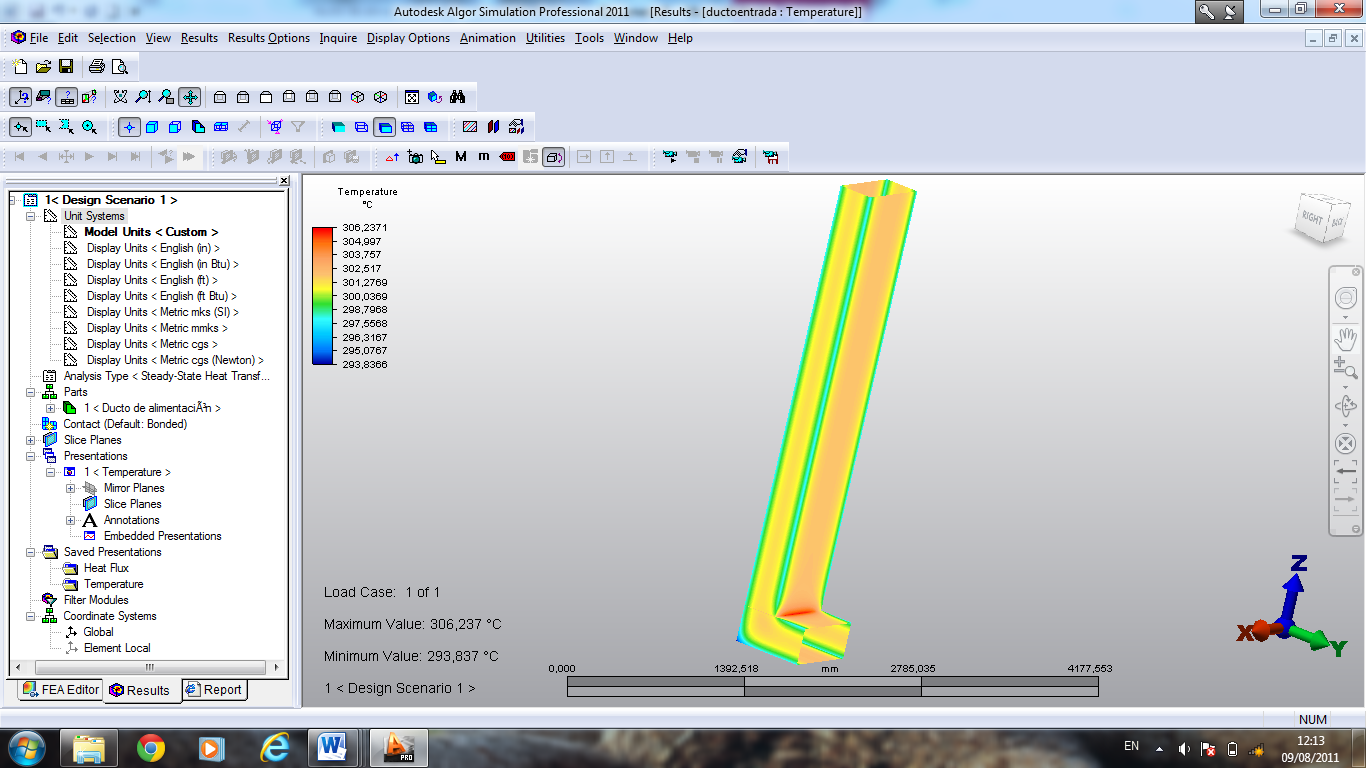 Autodesk Algor Simulation Professional 2011 - [Results - [ductoentrada : Temperature]]
File Edit Selection View Results Results Options Inquire Display Options Animation Utilities Tools Window Help
M m
1< Design Scenario 1 >
Unit Systems
Model Units < Custom >
Display Units < English (in) >
Display Units < English (in Btu) >
Display Units < English (ft) >
Display Units < English (ft Btu) >
Display Units < Metric mks (SI) >
Display Units < Metric mmks >
Display Units < Metric cgs >
Display Units < Metric cgs (Newton) >
Analysis Type < Steady-State Heat Transf...
Parts
1 < Ducto de alimentaciÃ³n >
Contact (Default: Bonded)
Slice Planes
Presentations
1 < Temperature >
Mirror Planes
Slice Planes
A Annotations
Embedded Presentations
Saved Presentations
Heat Flux
Temperature
Filter Modules
Coordinate Systems
Global
Element Local
FEA Editor Results Report
Temperature
°C
306,2371
304,997
303,757
302,517
301,2769
300,0369
298,7968
297,5568
296,3167
295,0767
293,8366
RIGHT BACK
Load Case: 1 of 1
Maximum Value: 306,237 °C
Minimum Value: 293,837 °C
1 < Design Scenario 1 >
0,000 1392,518 mm 2785,035 4177,553
Z
X
Y
NUM
PRO
EN
12:13
09/08/2011